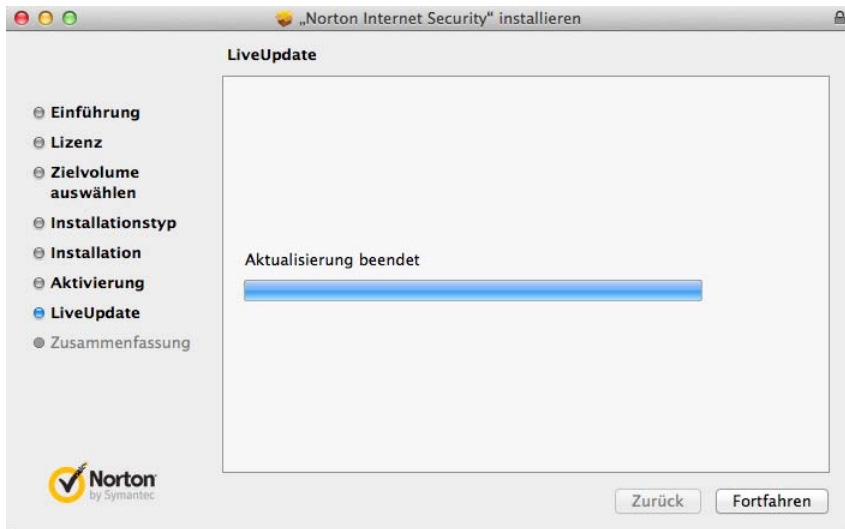 „Norton Internet Security“ installieren
LiveUpdate
Einführung
Lizenz
Zielvolume
auswählen
Installationstyp
Installation
Aktivierung
LiveUpdate
Zusammenfassung
Aktualisierung beendet
Norton
by Symantec
Zurück
Fortfahren